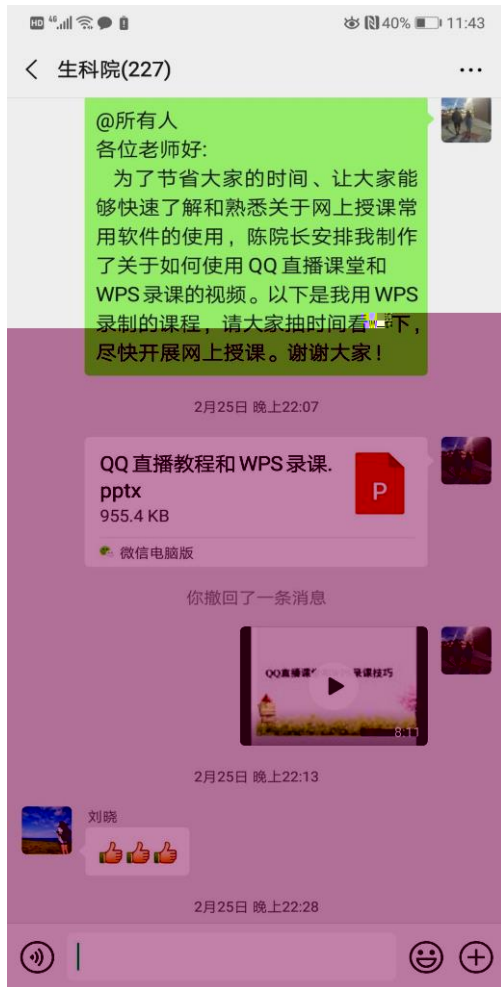 HD 46 40% 11:43
生科院(227)
@所有人
各位老师好:
为了节省大家的时间、让大家能
够快速了解和熟悉关于网上授课常
用软件的使用，陈院长安排我制作
了关于如何使用QQ直播课堂和
WPS录课的视频。以下是我用WPS
录制的课程，请大家抽时间看一下，
尽快开展网上授课。谢谢大家！
2月25日 晚上22:07
QQ直播教程和WPS录课.
pptx
955.4 KB
P
微信电脑版
你撤回了一条消息
QQ直播课 录课技巧
8:11
2月25日 晚上22:13
刘晓
2月25日 晚上22:28